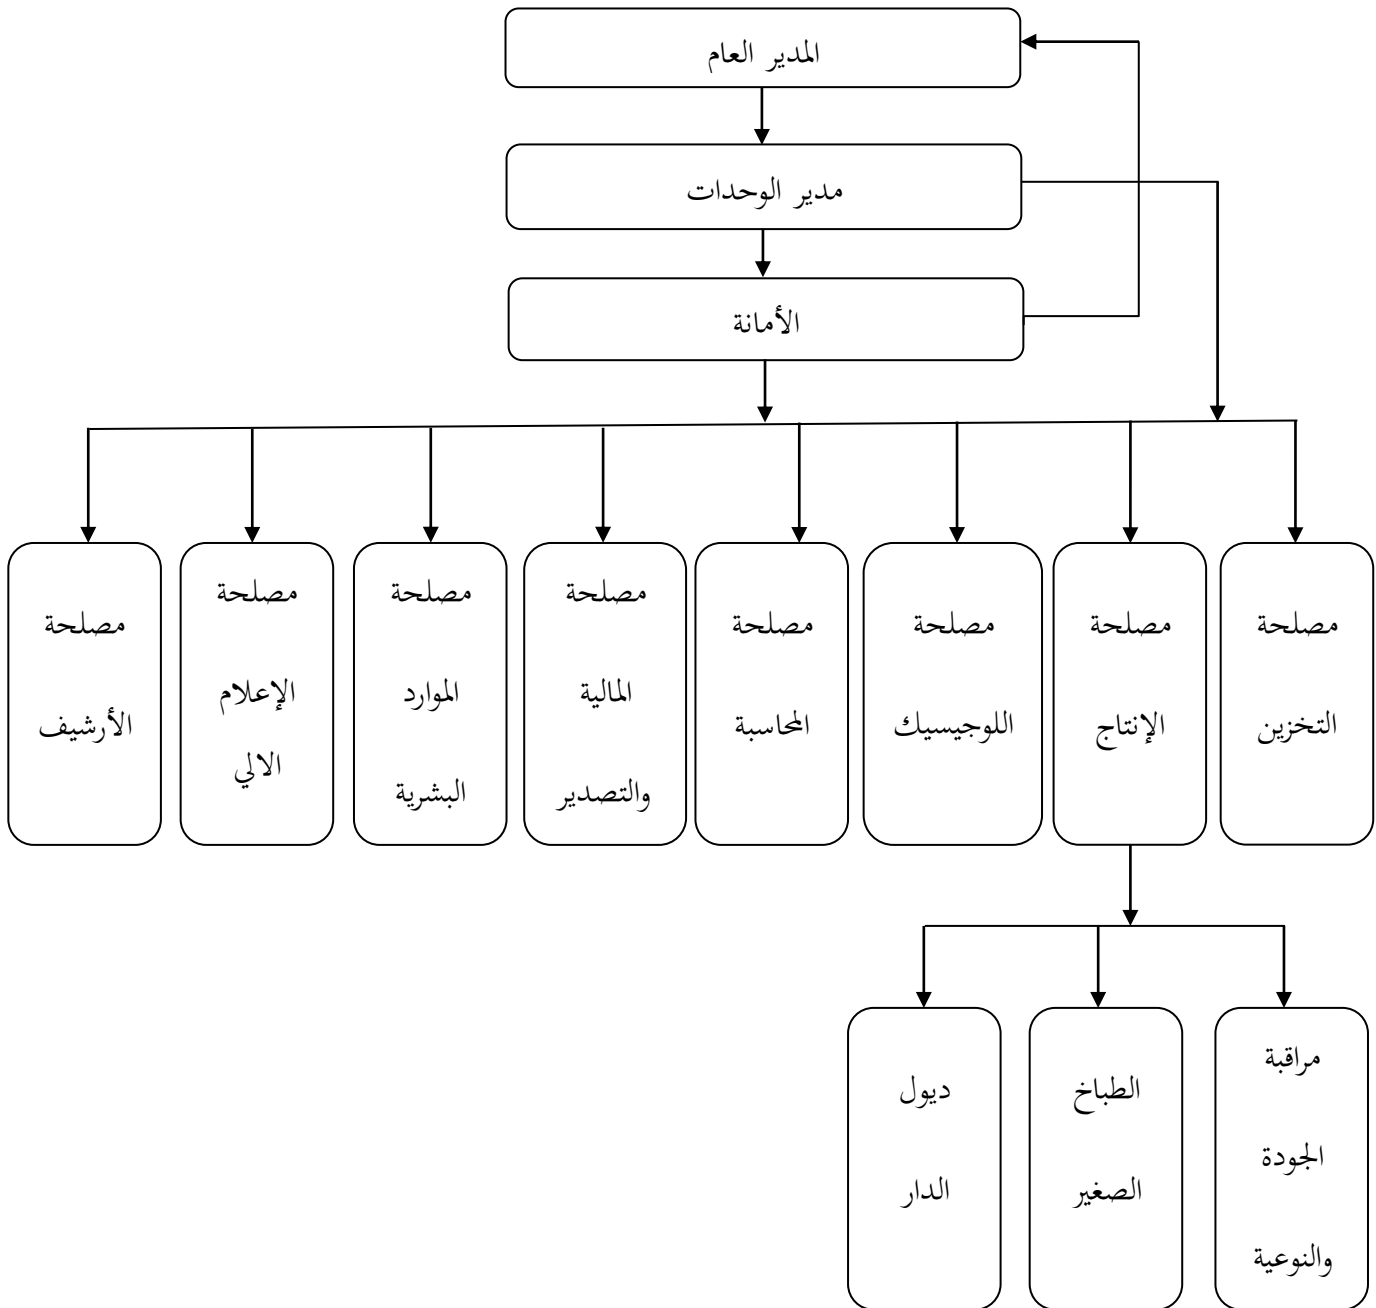 المدير العام
مدير الوحدات
الأمانة
مصلحة
التخزين
مصلحة
الإنتاج
مصلحة
اللوجيسيك
مصلحة
المحاسبة
مصلحة
المالية
والتصدير
مصلحة
الموارد
البشرية
مصلحة
الإعلام
الالي
مصلحة
الأرشيف
مراقبة
الجودة
والنوعية
الطباخ
الصغير
ديول
الدار